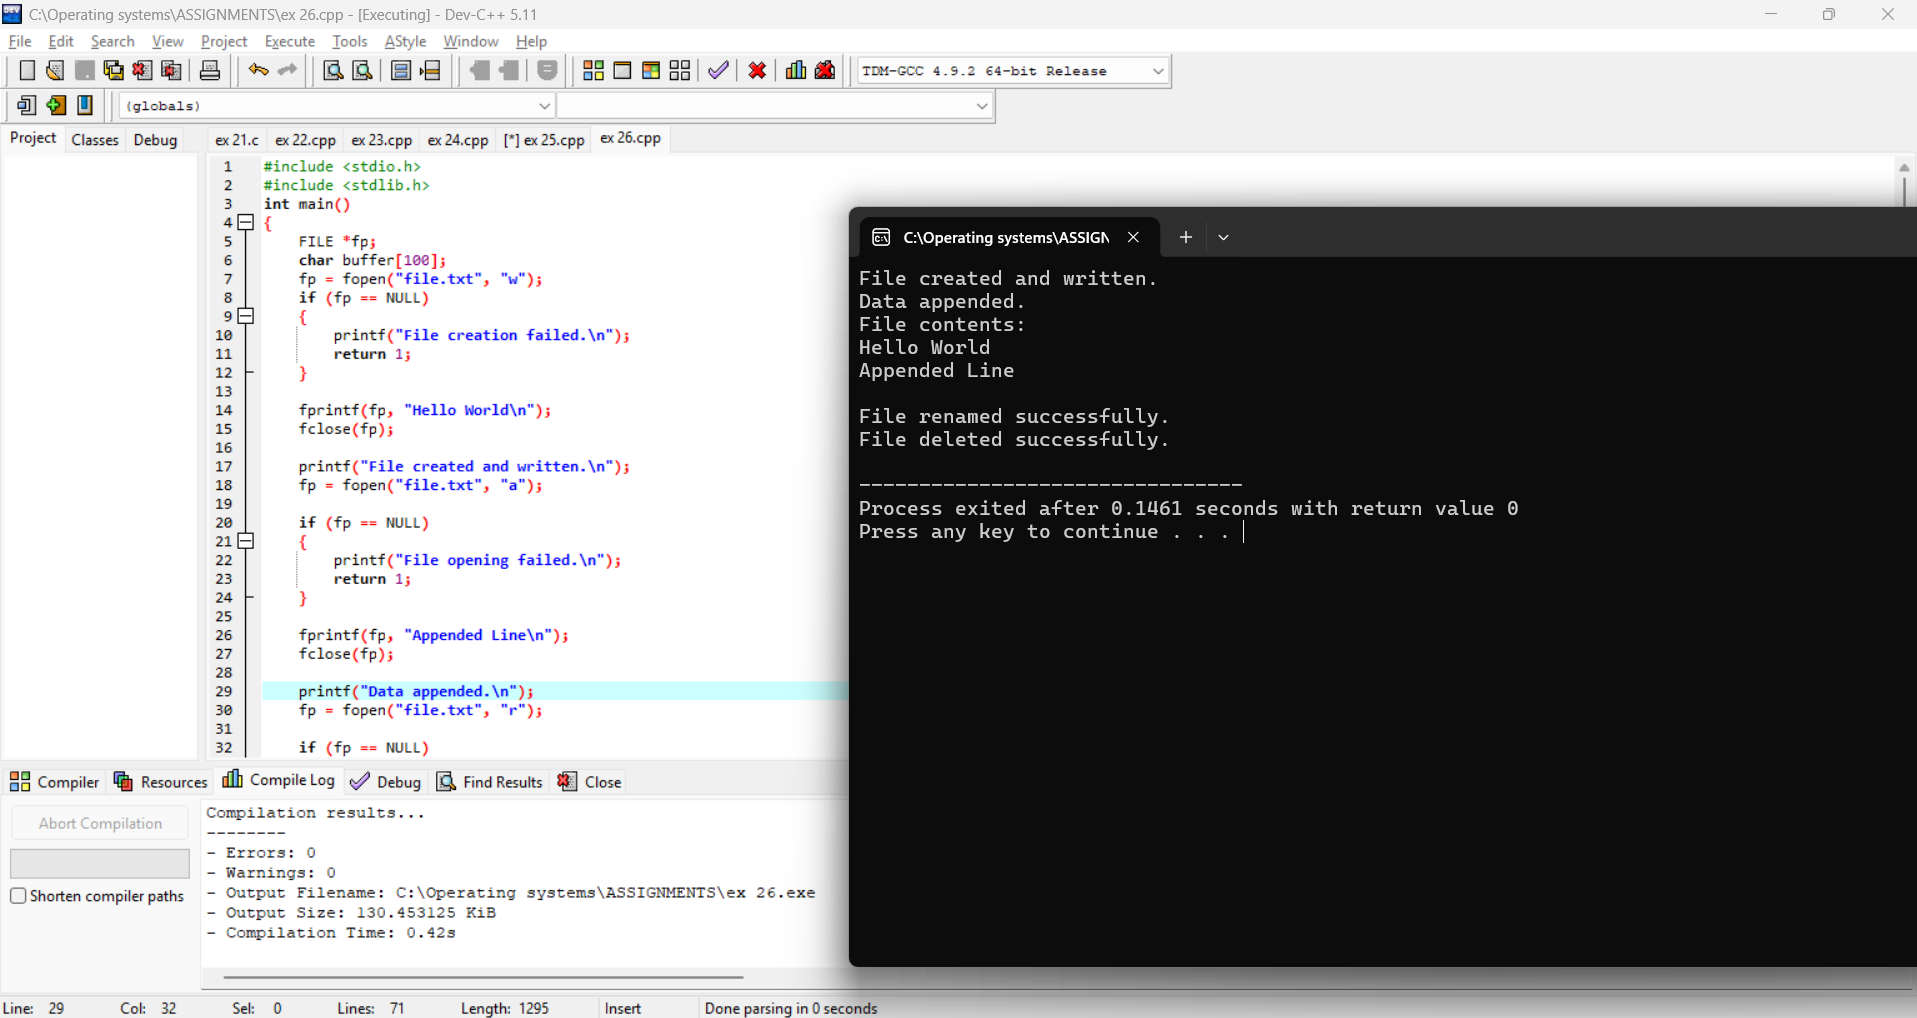 C:\Operating systems\ASSIGNMENTS\ex 26.cpp - [Executing] - Dev-C++ 5.11
File Edit Search View Project Execute Tools AStyle Window Help
TDM-GCC 4.9.2 64-bit Release
(globals)
Project Classes Debug
ex 21.c ex 22.cpp ex 23.cpp ex 24.cpp [*] ex 25.cpp ex 26.cpp
1 #include <stdio.h>
2 #include <stdlib.h>
3 int main()
4 {
5 FILE *fp;
6 char buffer[100];
7 fp = fopen("file.txt", "w");
8 if (fp == NULL)
9 {
10 printf("File creation failed.\n");
11 return 1;
12 }
13
14 fprintf(fp, "Hello World\n");
15 fclose(fp);
16
17 printf("File created and written.\n");
18 fp = fopen("file.txt", "a");
19
20 if (fp == NULL)
21 {
22 printf("File opening failed.\n");
23 return 1;
24 }
25
26 fprintf(fp, "Appended Line\n");
27 fclose(fp);
28
29 printf("Data appended.\n");
30 fp = fopen("file.txt", "r");
31
32 if (fp == NULL)
C:\Operating systems\ASSIGN
File created and written.
Data appended.
File contents:
Hello World
Appended Line
File renamed successfully.
File deleted successfully.
--------------------------------
Process exited after 0.1461 seconds with return value 0
Press any key to continue . . .
Compiler Resources Compile Log Debug Find Results Close
Abort Compilation
Shorten compiler paths
Compilation results...
--------
- Errors: 0
- Warnings: 0
- Output Filename: C:\Operating systems\ASSIGNMENTS\ex 26.exe
- Output Size: 130.453125 KiB
- Compilation Time: 0.42s
Line: 29 Col: 32 Sel: 0 Lines: 71 Length: 1295 Insert Done parsing in 0 seconds